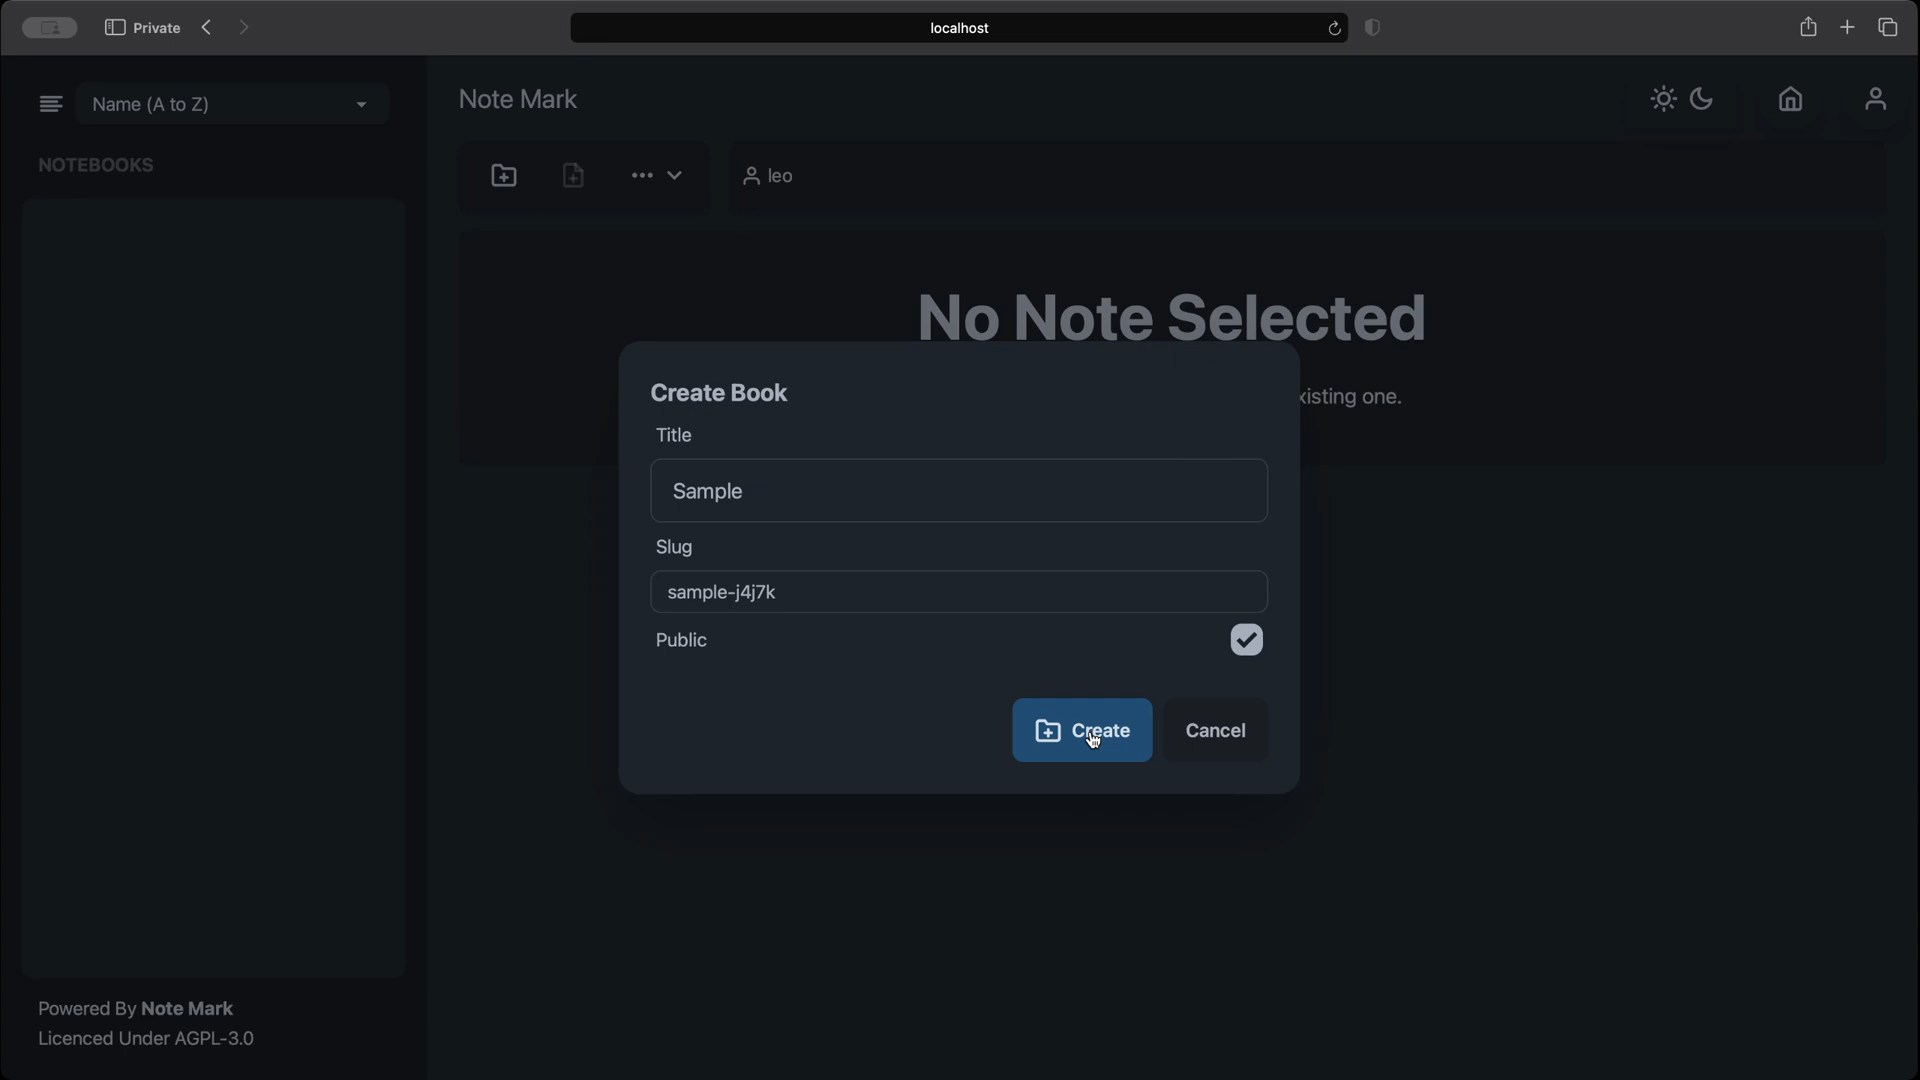 Private
localhost
Name (A to Z)
NOTEBOOKS
Note Mark
leo
No Note Selected
xisting one.
Create Book
Title
Sample
Slug
sample-j4j7k
Public
Create
Cancel
Powered By Note Mark
Licenced Under AGPL-3.0